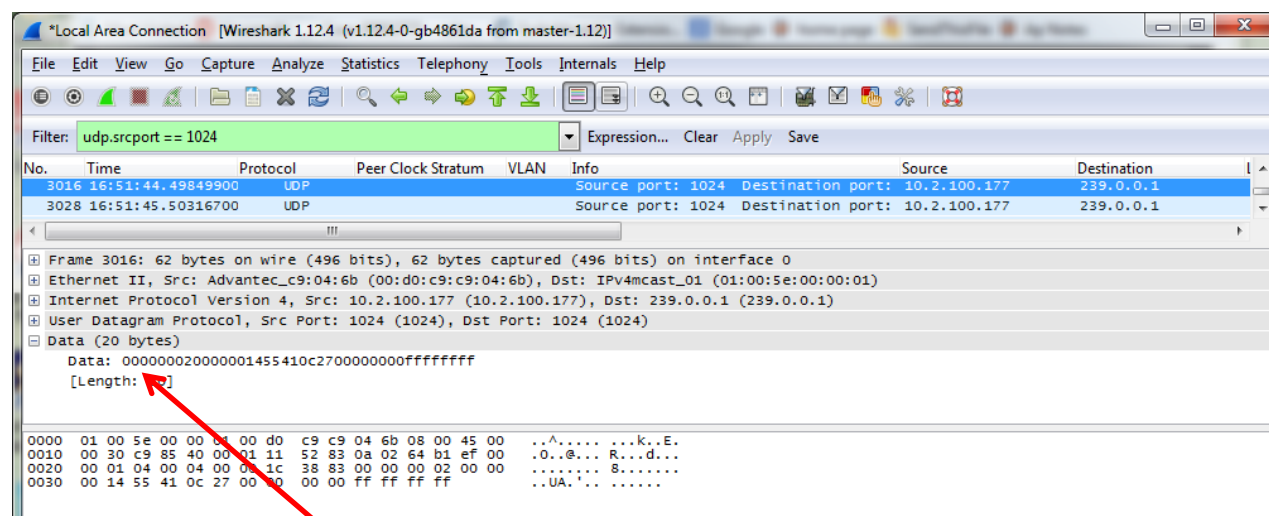 *Local Area Connection [Wireshark 1.12.4 (v1.12.4-0-gb4861da from master-1.12)]
File Edit View Go Capture Analyze Statistics Telephony Tools Internals Help
Filter: udp.srcport == 1024 Expression... Clear Apply Save
No. Time Protocol Peer Clock Stratum VLAN Info Source Destination
3016 16:51:44.49849900 UDP Source port: 1024 Destination port: 10.2.100.177 239.0.0.1
3028 16:51:45.50316700 UDP Source port: 1024 Destination port: 10.2.100.177 239.0.0.1
Frame 3016: 62 bytes on wire (496 bits), 62 bytes captured (496 bits) on interface 0
Ethernet II, Src: Advantec_c9:04:6b (00:d0:c9:c9:04:6b), Dst: IPv4mcast_01 (01:00:5e:00:00:01)
Internet Protocol Version 4, Src: 10.2.100.177 (10.2.100.177), Dst: 239.0.0.1 (239.0.0.1)
User Datagram Protocol, Src Port: 1024 (1024), Dst Port: 1024 (1024)
Data (20 bytes)
Data: 000000020000001455410c2700000000ffffffff
[Length:
0000 01 00 5e 00 00 01 00 d0 c9 c9 04 6b 08 00 45 00 ..^..... ...k..E.
0010 00 30 c9 85 40 00 01 11 52 83 0a 02 64 b1 ef 00 .0..@... R...d...
0020 00 01 04 00 04 00 00 1c 38 83 00 00 00 02 00 00 ........ 8.......
0030 00 14 55 41 0c 27 00 00 00 00 ff ff ff ff ..UA.'.. ......